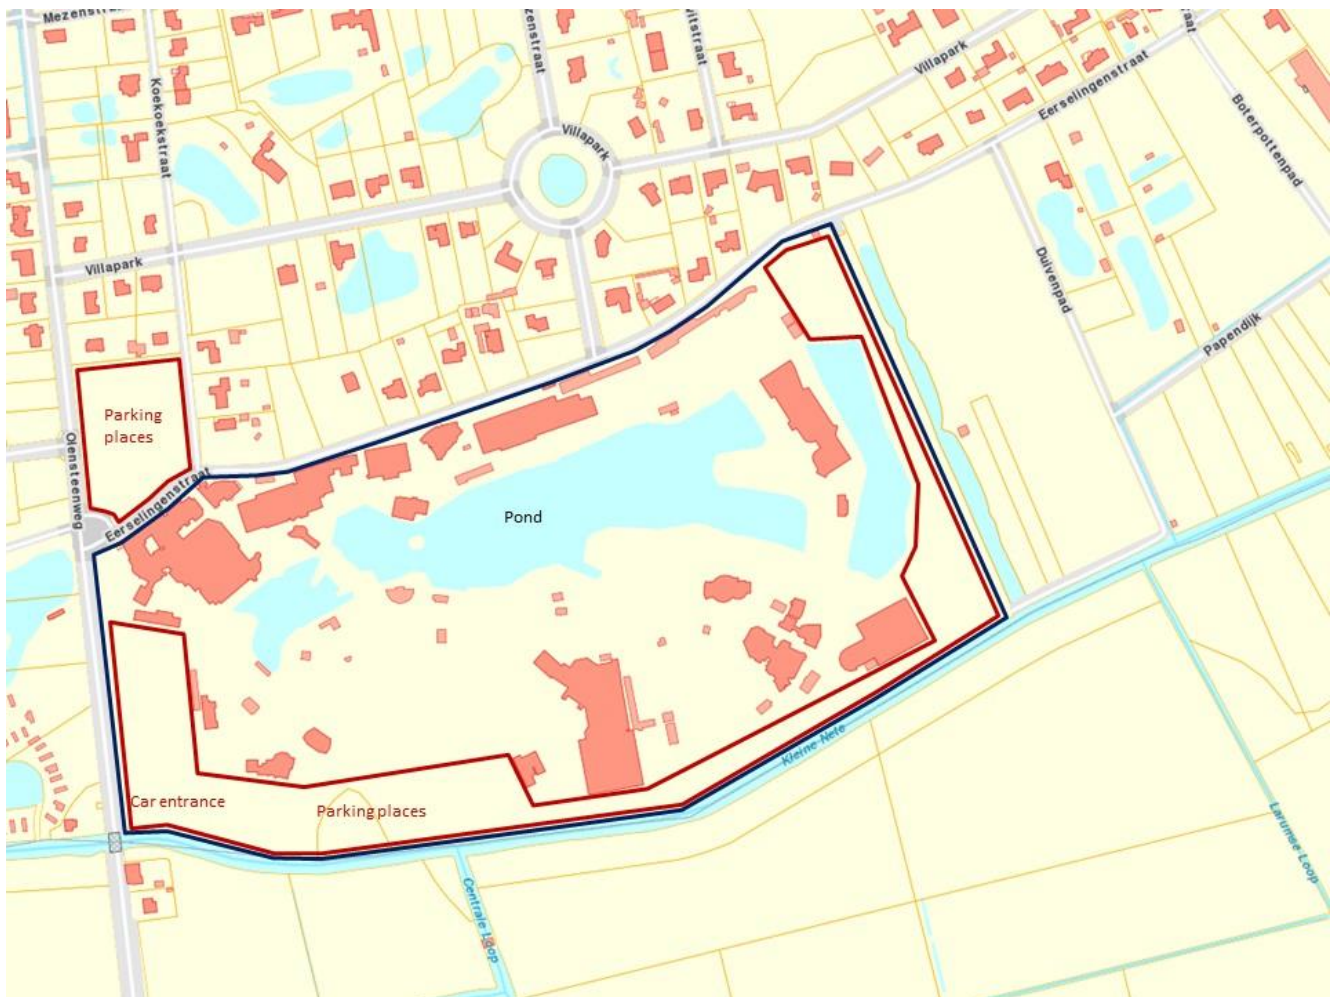 Villapark
Eerselingenstraat
Boterpottenpad
Koekoekstraat
Villapark
Villapark
Duivenpad
Papendijk
Parking
places
Olensteenweg
Eerselingenstraat
Pond
Kleine Nete
Car entrance
Parking places
Larumse Loop
Centrale Loop